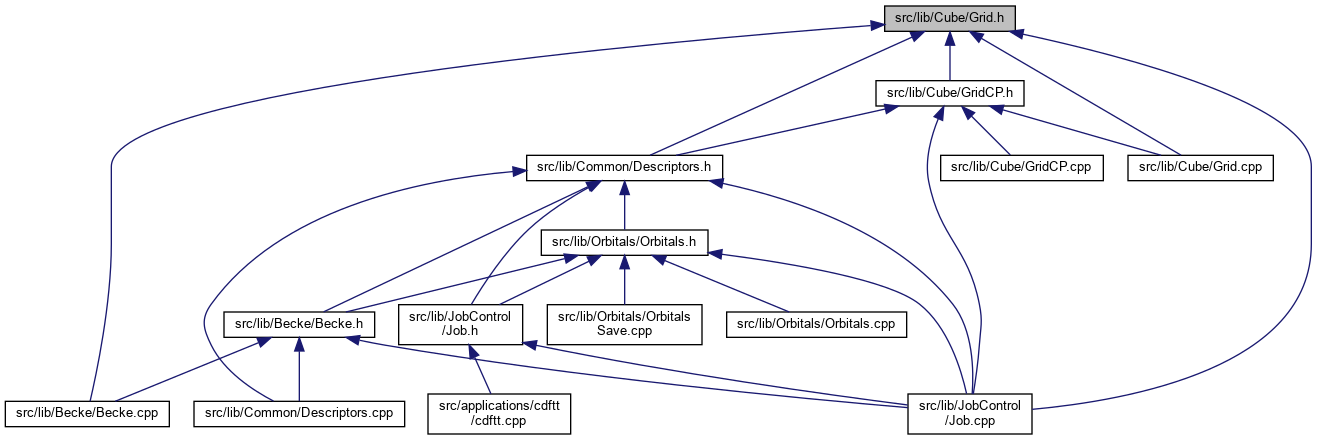 src/lib/Cube/Grid.h
src/lib/Cube/GridCP.h
src/lib/Common/Descriptors.h
src/lib/Cube/GridCP.cpp
src/lib/Cube/Grid.cpp
src/lib/Orbitals/Orbitals.h
src/lib/Becke/Becke.h
src/lib/JobControl
/Job.h
src/lib/Orbitals/Orbitals
Save.cpp
src/lib/Orbitals/Orbitals.cpp
src/lib/Becke/Becke.cpp
src/lib/Common/Descriptors.cpp
src/applications/cdftt
/cdftt.cpp
src/lib/JobControl
/Job.cpp